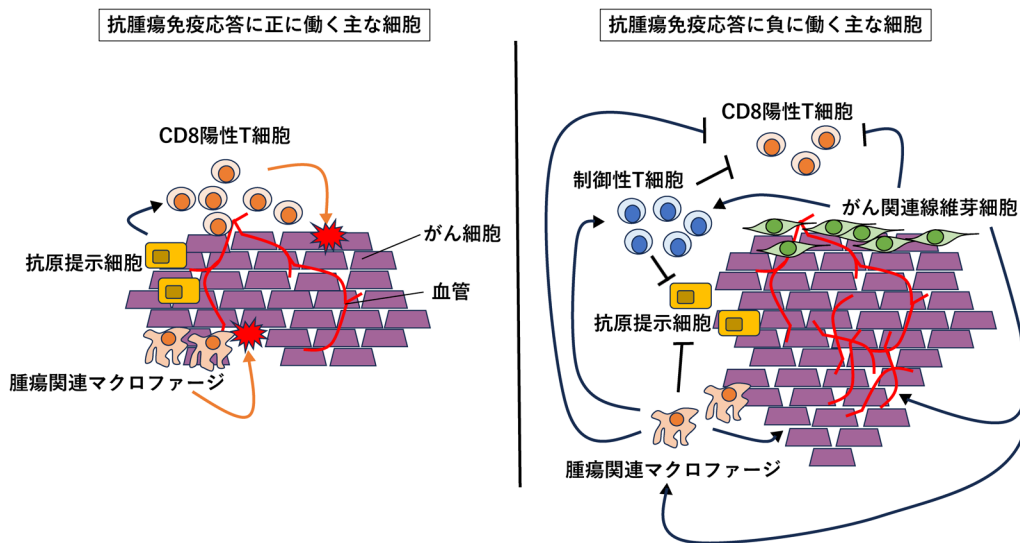 抗腫瘍免疫応答に正に働く主な細胞
CD8陽性T細胞
がん細胞
抗原提示細胞
血管
腫瘍関連マクロファージ
抗腫瘍免疫応答に負に働く主な細胞
CD8陽性T細胞
制御性T細胞
がん関連線維芽細胞
抗原提示細胞
腫瘍関連マクロファージ